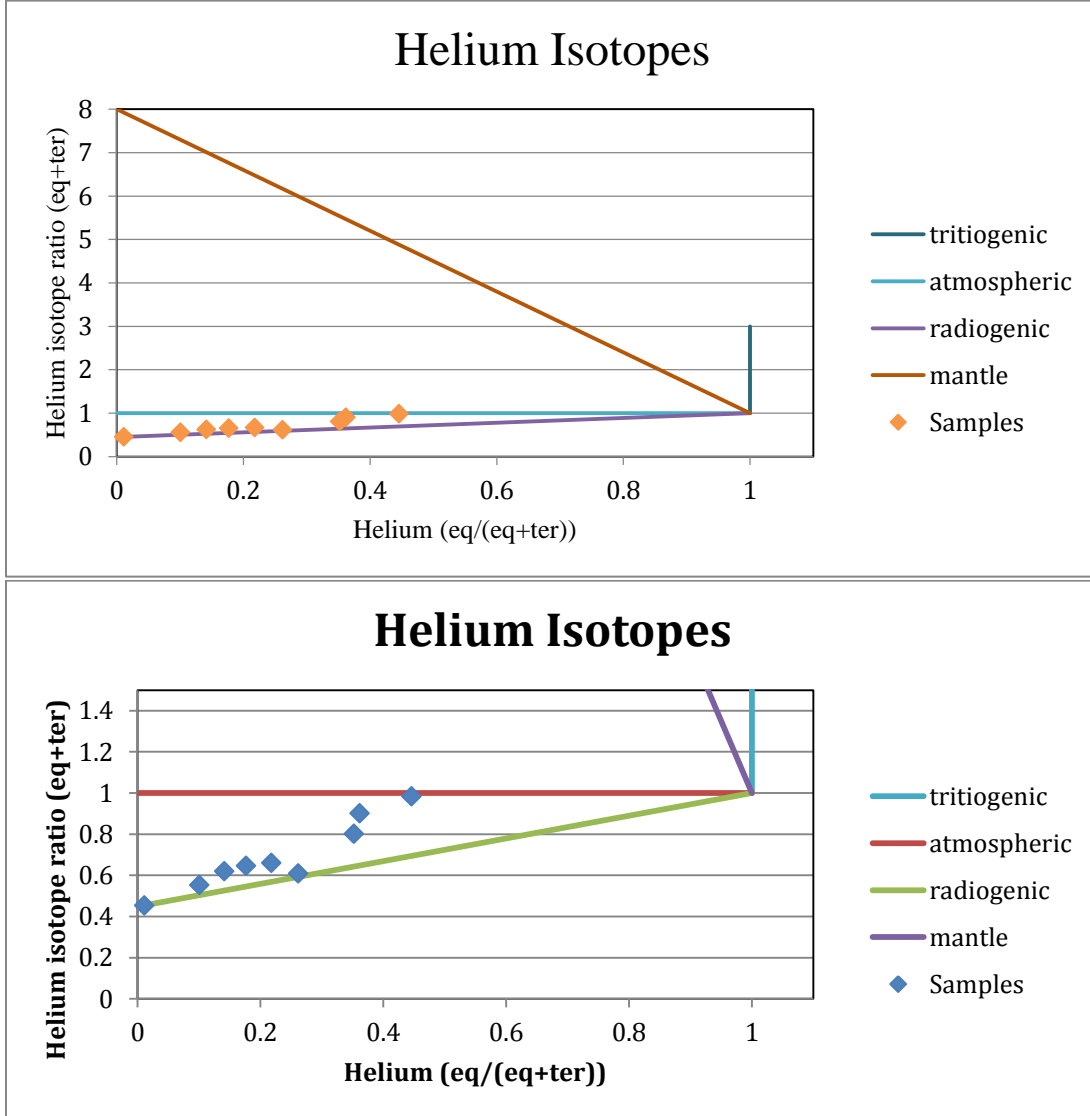 Helium Isotopes
Helium isotope ratio (eq+ter)
8
7
6
5
4
3
2
1
0
0 0.2 0.4 0.6 0.8 1
Helium (eq/(eq+ter))
tritiogenic
atmospheric
radiogenic
mantle
Samples
Helium Isotopes
Helium isotope ratio (eq+ter)
1.4
1.2
1
0.8
0.6
0.4
0.2
0
0 0.2 0.4 0.6 0.8 1
Helium (eq/(eq+ter))
tritiogenic
atmospheric
radiogenic
mantle
Samples